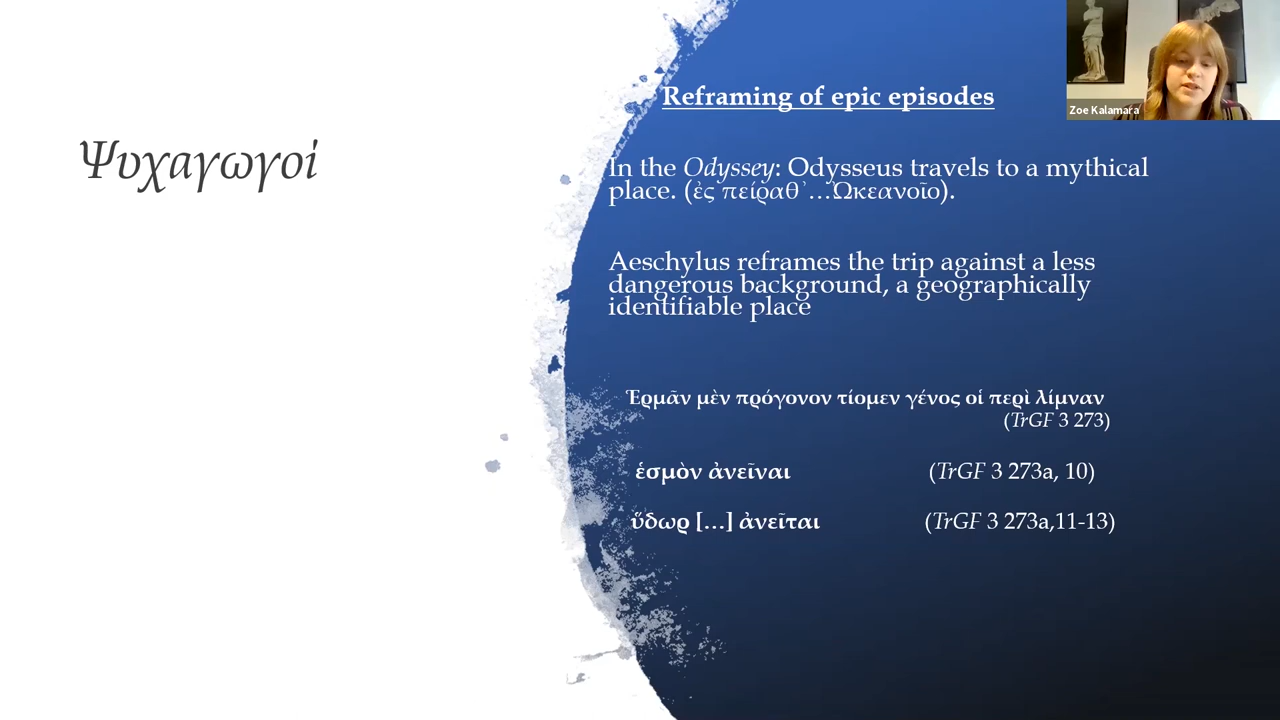 Ψυχαγωγοί
Reframing of epic episodes
Zoe Kalamara
In the Odyssey: Odysseus travels to a mythical
place. (ἐς πείραθ᾽…Ὠκεανοῖο).
Aeschylus reframes the trip against a less
dangerous background, a geographically
identifiable place
Ἑρμᾶν μὲν πρόγονον τίομεν γένος οἱ περὶ λίμναν
(TrGF 3 273)
ἑσμὸν ἀνεῖναι (TrGF 3 273a, 10)
ὕδωρ […] ἀνεῖται (TrGF 3 273a,11-13)